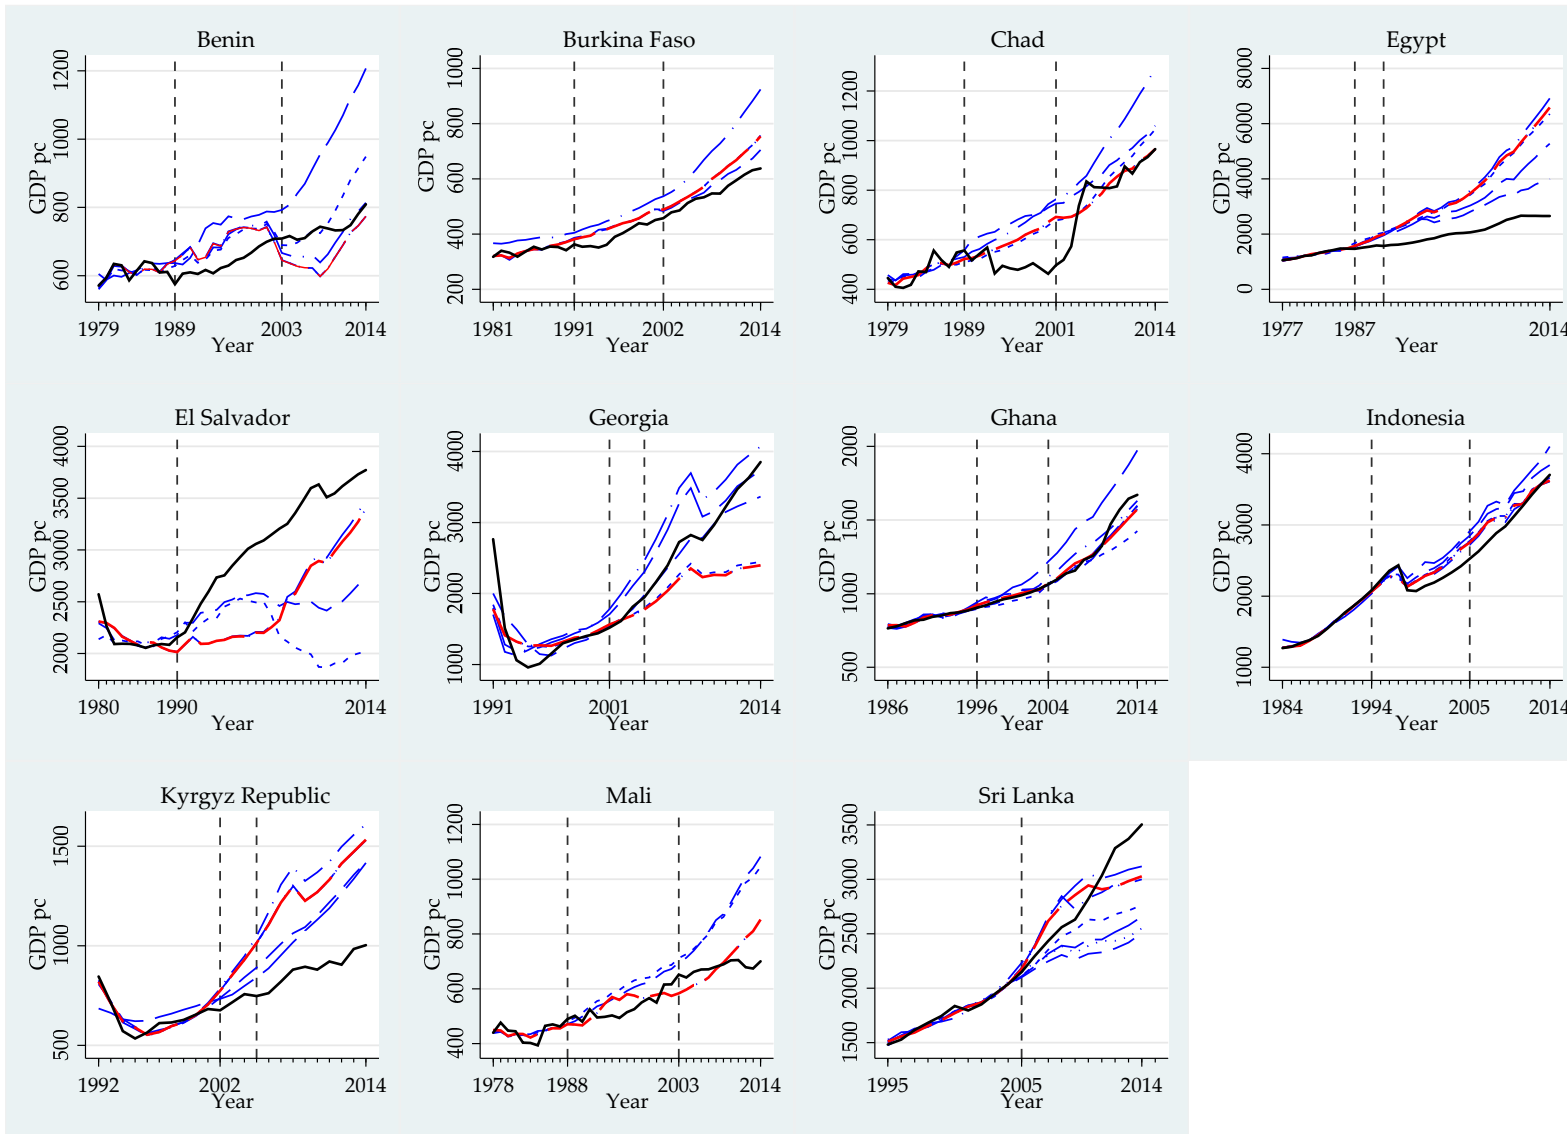 Benin
GDP pc
600 800 1000 1200
1979 1989 2003 2014
Year
Burkina Faso
GDP pc
200 400 600 800 1000
1981 1991 2002 2014
Year
Chad
GDP pc
400 600 800 1000 1200
1979 1989 2001 2014
Year
Egypt
GDP pc
0 2000 4000 6000 8000
1977 1987 2014
Year
El Salvador
GDP pc
2000 2500 3000 3500 4000
1980 1990 2014
Year
Georgia
GDP pc
1000 2000 3000 4000
1991 2001 2014
Year
Ghana
GDP pc
500 1000 1500 2000
1986 1996 2004 2014
Year
Indonesia
GDP pc
1000 2000 3000 4000
1984 1994 2005 2014
Year
Kyrgyz Republic
GDP pc
500 1000 1500
1992 2002 2014
Year
Mali
GDP pc
400 600 800 1000 1200
1978 1988 2003 2014
Year
Sri Lanka
GDP pc
1500 2000 2500 3000 3500
1995 2005 2014
Year